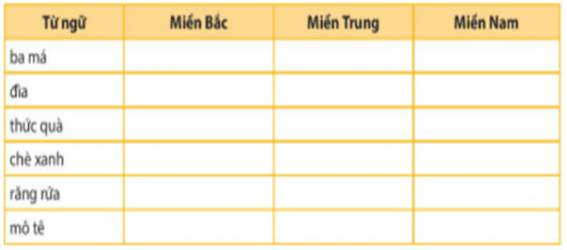 Từ ngữ Miền Bắc Miền Trung Miền Nam
ba má
đìa
thức quà
chè xanh
răng rứa
mô tê